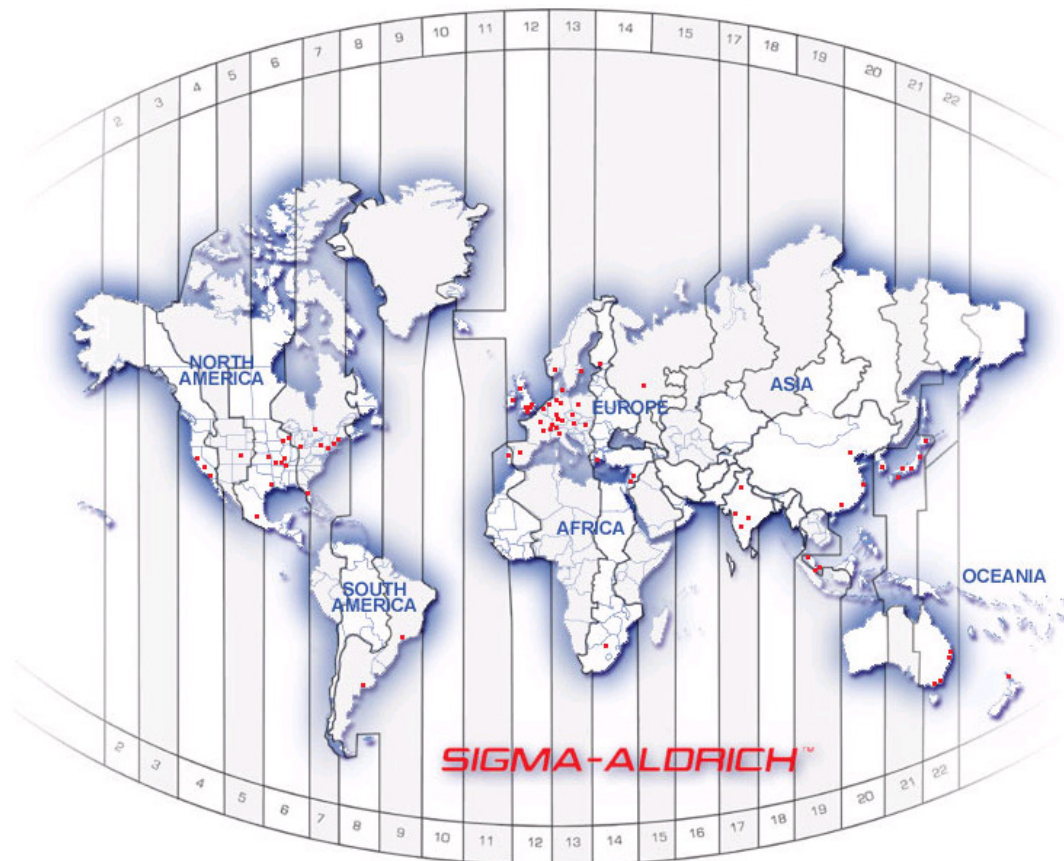 2 3 4 5 6 7 8 9 10 11 12 13 14 15 17 18 19 20 21 22
NORTH
AMERICA
ASIA
EUROPE
AFRICA
OCEANIA
SOUTH
AMERICA
SIGMA-ALDRICH™
2 3 4 5 6 7 8 9 10 11 12 13 14 15 16 17 18 19 20 21 22